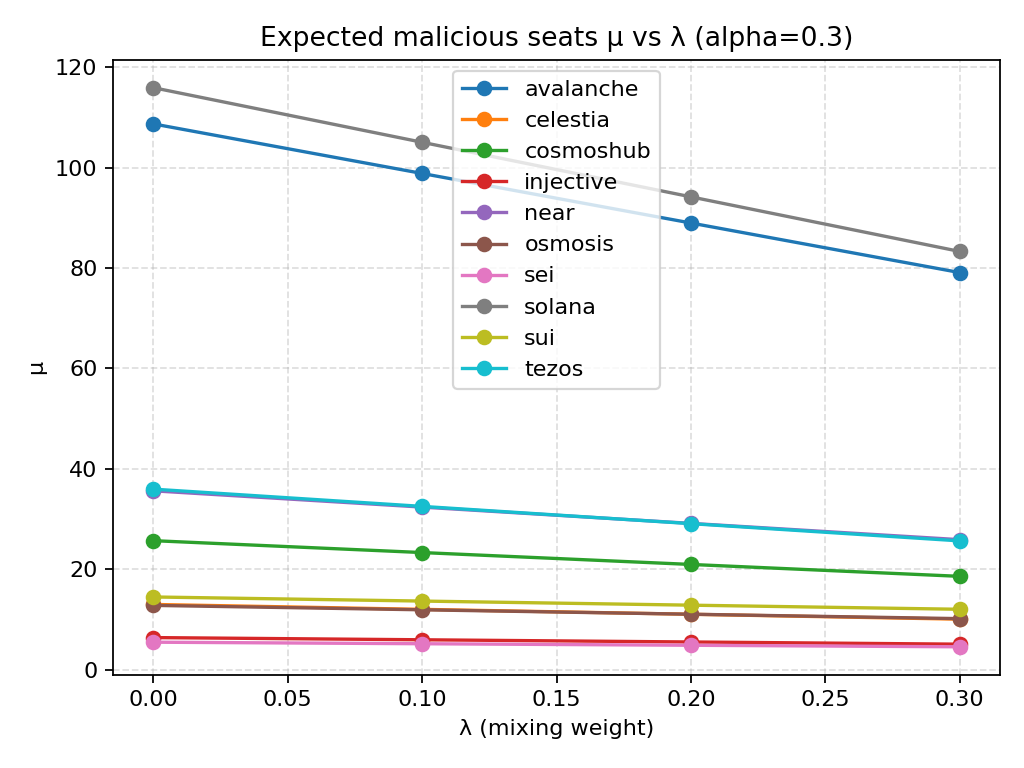 Expected malicious seats μ vs λ (alpha=0.3)
120
100
80
60
40
20
0
μ
avalanche
celestia
cosmoshub
injective
near
osmosis
sei
solana
sui
tezos
0.00 0.05 0.10 0.15 0.20 0.25 0.30
λ (mixing weight)